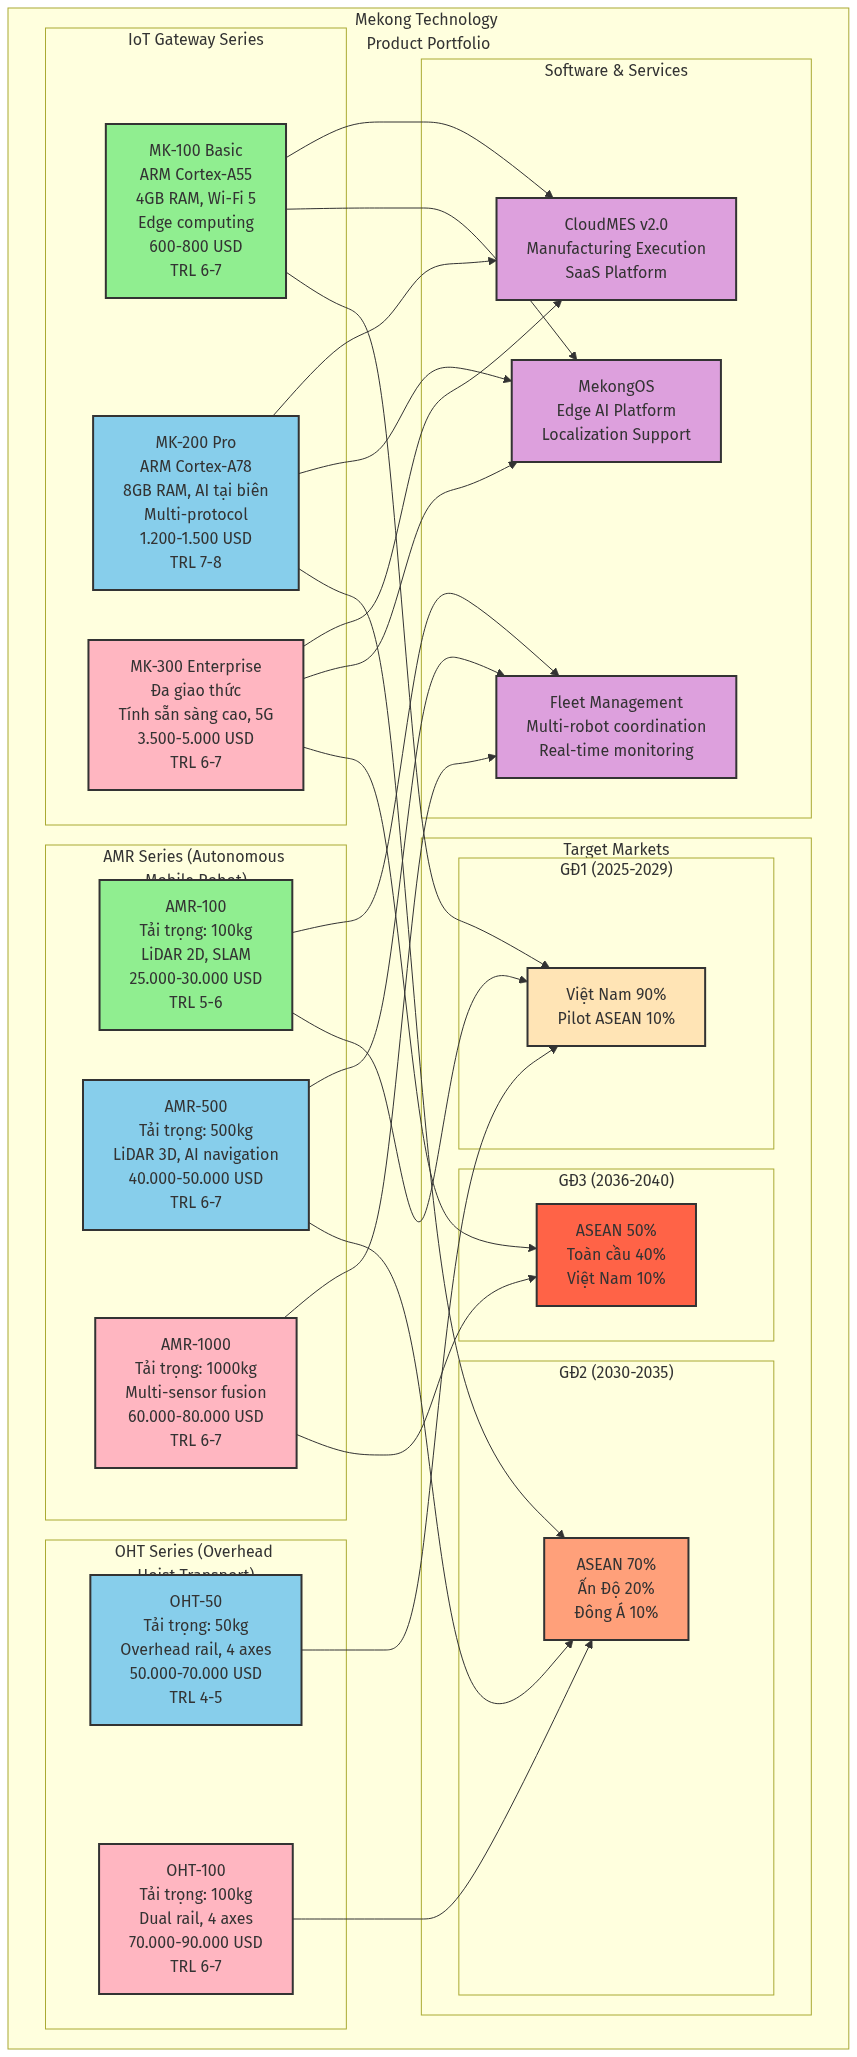 Mekong Technology
Product Portfolio
IoT Gateway Series
MK-100 Basic
ARM Cortex-A55
4GB RAM, Wi-Fi 5
Edge computing
600-800 USD
TRL 6-7
MK-200 Pro
ARM Cortex-A78
8GB RAM, AI tại biên
Multi-protocol
1.200-1.500 USD
TRL 7-8
MK-300 Enterprise
Đa giao thức
Tính sẵn sàng cao, 5G
3.500-5.000 USD
TRL 6-7
Software & Services
CloudMES v2.0
Manufacturing Execution
SaaS Platform
MekongOS
Edge AI Platform
Localization Support
Fleet Management
Multi-robot coordination
Real-time monitoring
AMR Series (Autonomous
Mobile Robot)
AMR-100
Tải trọng: 100kg
LiDAR 2D, SLAM
25.000-30.000 USD
TRL 5-6
AMR-500
Tải trọng: 500kg
LiDAR 3D, AI navigation
40.000-50.000 USD
TRL 6-7
AMR-1000
Tải trọng: 1000kg
Multi-sensor fusion
60.000-80.000 USD
TRL 6-7
OHT Series (Overhead
Hoist Transport)
OHT-50
Tải trọng: 50kg
Overhead rail, 4 axes
50.000-70.000 USD
TRL 4-5
OHT-100
Tải trọng: 100kg
Dual rail, 4 axes
70.000-90.000 USD
TRL 6-7
Target Markets
GĐ1 (2025-2029)
Việt Nam 90%
Pilot ASEAN 10%
GĐ3 (2036-2040)
ASEAN 50%
Toàn cầu 40%
Việt Nam 10%
GĐ2 (2030-2035)
ASEAN 70%
Ấn Độ 20%
Đông Á 10%